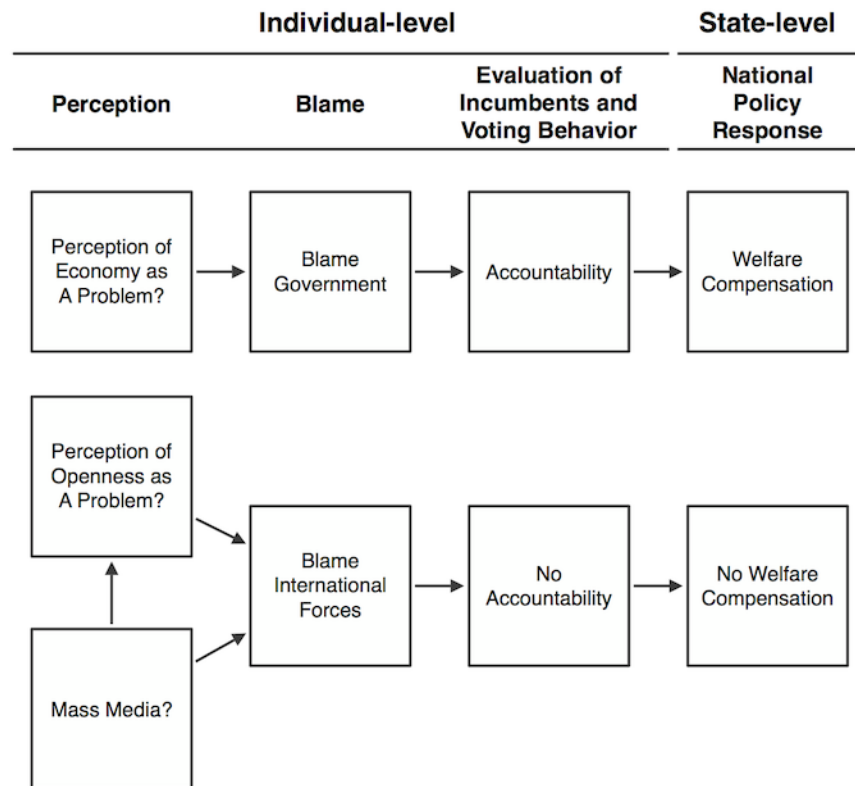 Individual-level
State-level
Perception
Blame
Evaluation of
Incumbents and
Voting Behavior
National
Policy
Response
Perception of
Economy as
A Problem?
Blame
Government
Accountability
Welfare
Compensation
Perception of
Openness as
A Problem?
Blame
International
Forces
No
Accountability
No Welfare
Compensation
Mass Media?